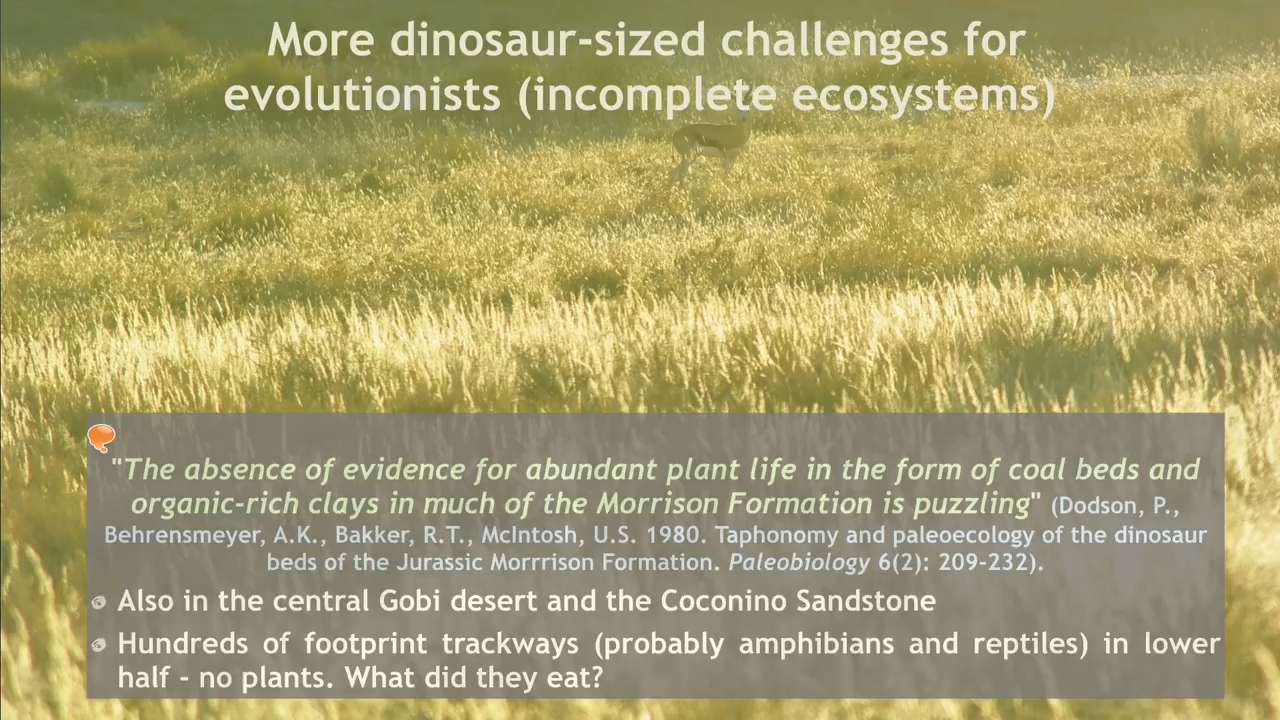 More dinosaur-sized challenges for
evolutionists (incomplete ecosystems)
"The absence of evidence for abundant plant life in the form of coal beds and
organic-rich clays in much of the Morrison Formation is puzzling" (Dodson, P.,
Behrensmeyer, A.K., Bakker, R.T., McIntosh, U.S. 1980. Taphonomy and paleoecology of the dinosaur
beds of the Jurassic Morrrison Formation. Paleobiology 6(2): 209-232).
Also in the central Gobi desert and the Coconino Sandstone
Hundreds of footprint trackways (probably amphibians and reptiles) in lower
half - no plants. What did they eat?